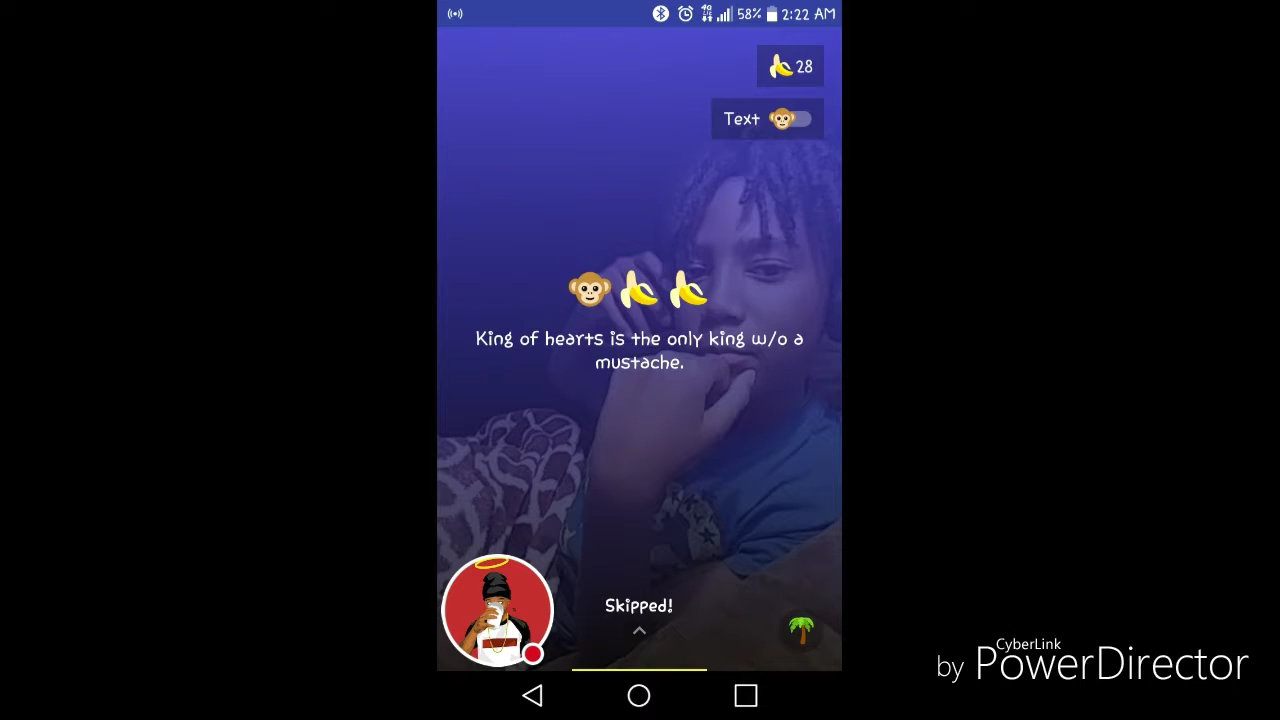 58% 2:22 AM
28
Text
King of hearts is the only king w/o a
mustache.
Skipped!
CyberLink
by PowerDirector